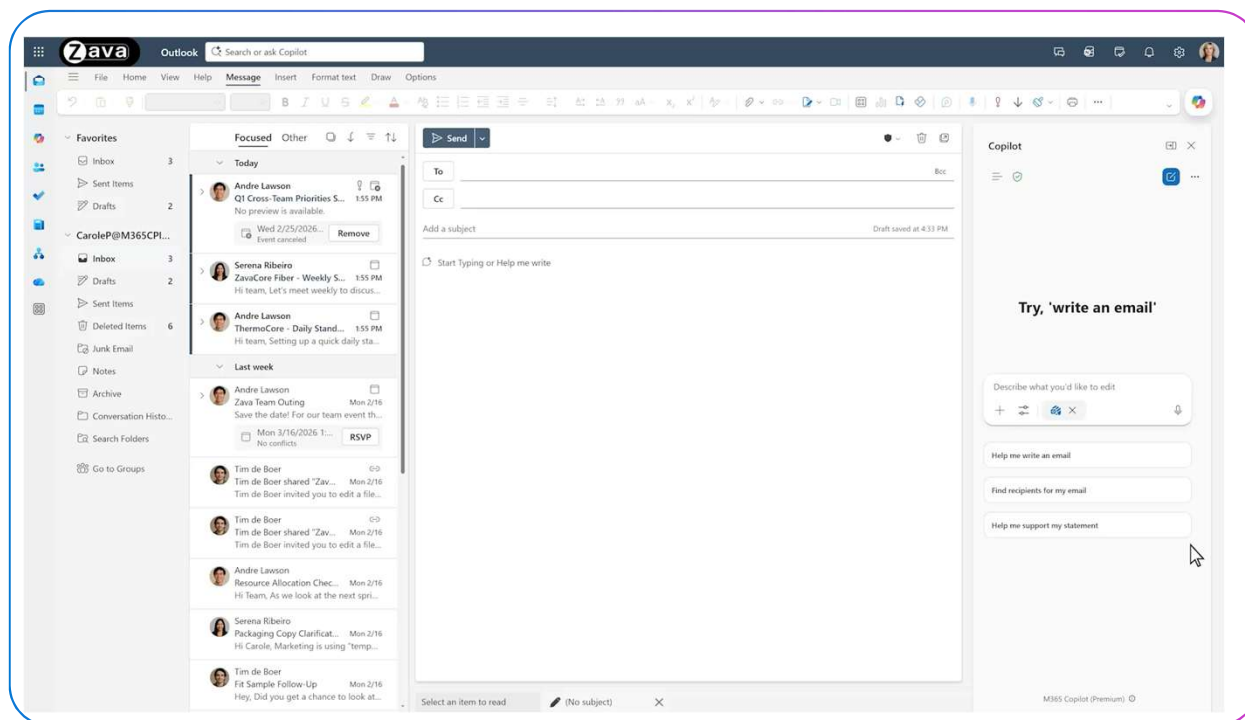 Zava
Outlook
Search or ask Copilot
File Home View Help Message Insert Format text Draw Options
Favorites
Inbox 3
Sent Items
Drafts 2
CaroleP@M365CPI...
Inbox 3
Drafts 2
Sent Items
Deleted Items 6
Junk Email
Notes
Archive
Conversation Histo...
Search Folders
Go to Groups
Focused Other
Today
Andre Lawson
Q1 Cross-Team Priorities S... 1:55 PM
No preview is available.
Wed 2/25/2026...
Event canceled
Remove
Serena Ribeiro
ZavaCore Fiber - Weekly S... 1:55 PM
Hi team, Let's meet weekly to discus...
Andre Lawson
ThermoCore - Daily Stand... 1:55 PM
Hi team, Setting up a quick daily sta...
Last week
Andre Lawson
Zava Team Outing Mon 2/16
Save the date! For our team event th...
Mon 3/16/2026 1:...
No conflicts
RSVP
Tim de Boer
Tim de Boer shared "Zav... Mon 2/16
Tim de Boer invited you to edit a file...
Tim de Boer
Tim de Boer shared "Zav... Mon 2/16
Tim de Boer invited you to edit a file...
Andre Lawson
Resource Allocation Chec... Mon 2/16
Hi Team, As we look at the next spri...
Serena Ribeiro
Packaging Copy Clarificat... Mon 2/16
Hi Carole, Marketing is using "temp...
Tim de Boer
Fit Sample Follow-Up Mon 2/16
Hey, Did you get a chance to look at...
Send
To
Bcc
Cc
Add a subject
Draft saved at 4:33 PM
Start Typing or Help me write
Select an item to read
(No subject)
Copilot
Try, 'write an email'
Describe what you'd like to edit
Help me write an email
Find recipients for my email
Help me support my statement
M365 Copilot (Premium)